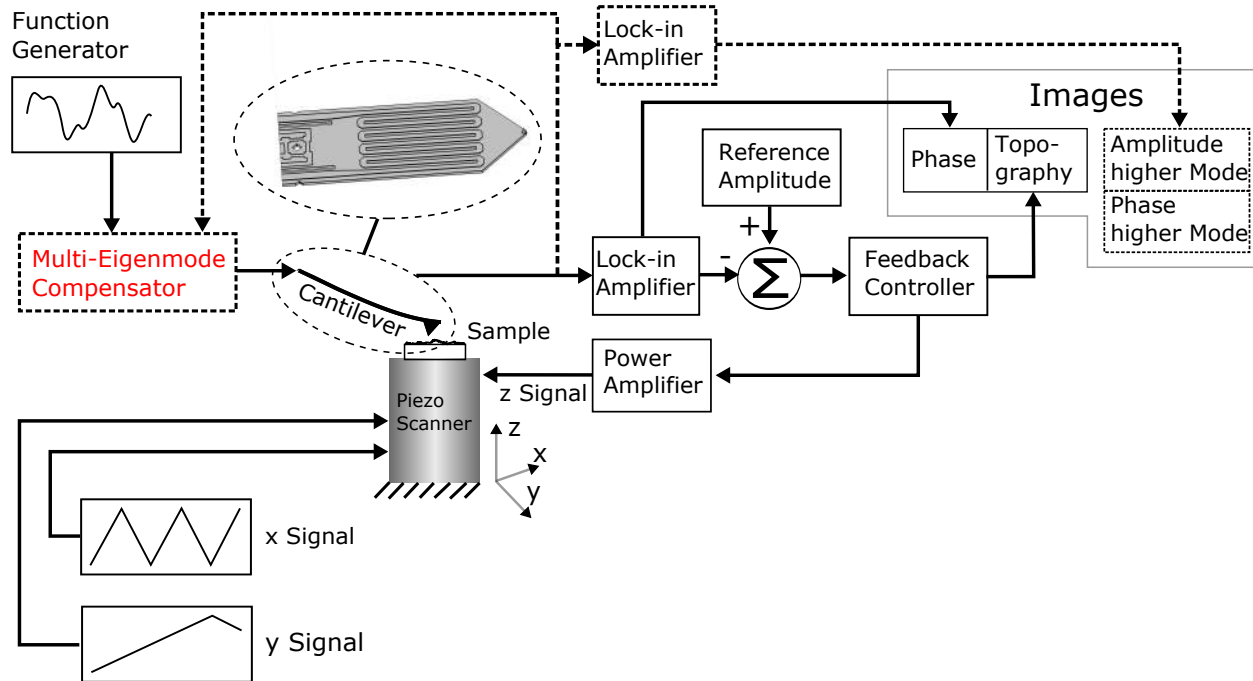 Function
Generator
Lock-in
Amplifier
Images
Reference
Amplitude
Phase
Topo-
graphy
Amplitude
higher Mode
Phase
higher Mode
Multi-Eigenmode
Compensator
Cantilever
Lock-in
Amplifier
+
-
Σ
Feedback
Controller
Sample
Power
Amplifier
z Signal
Piezo
Scanner
z
x
y
x Signal
y Signal